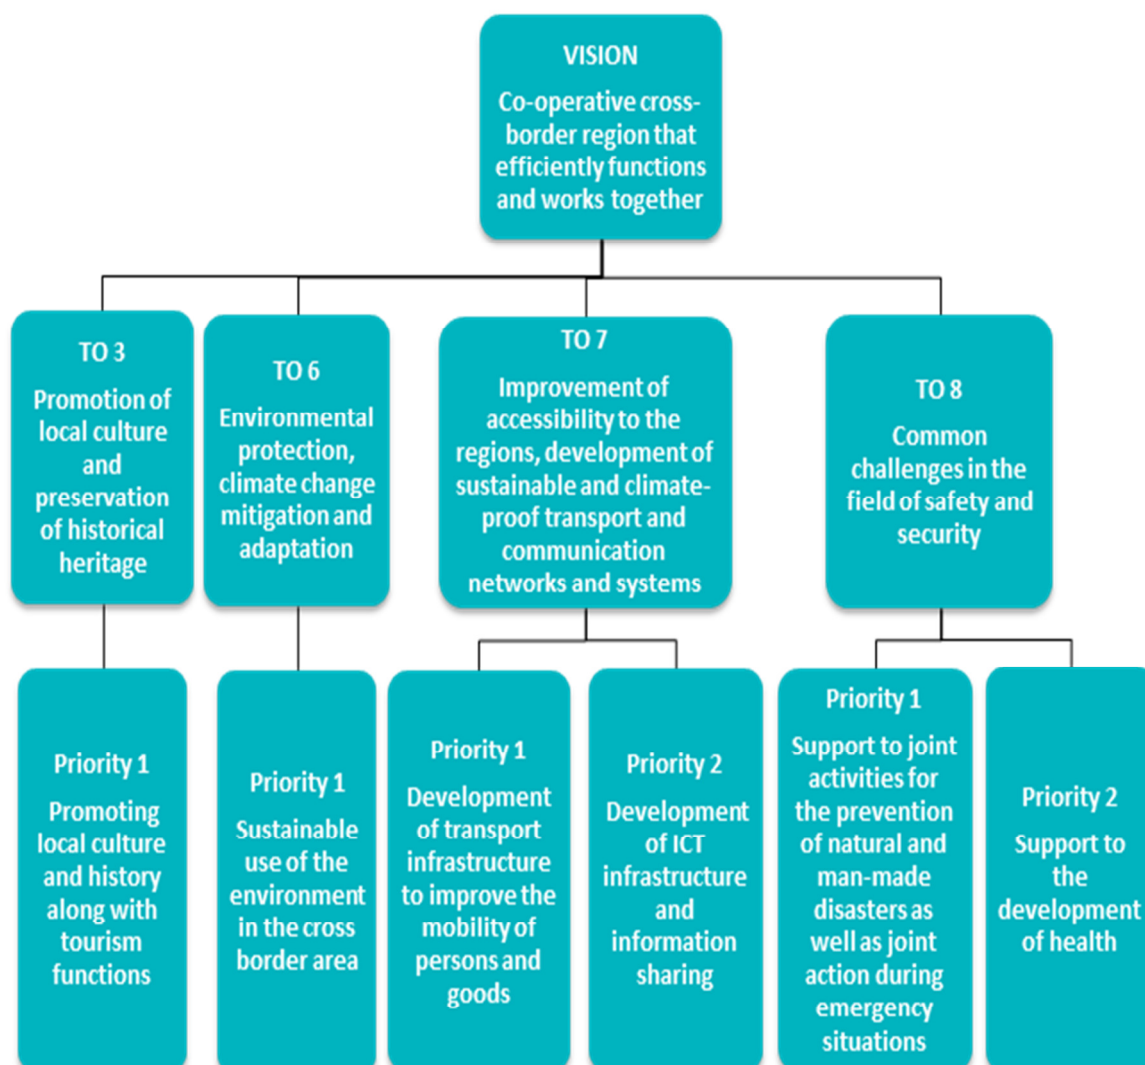 VISION
Co-operative cross-
border region that
efficiently functions
and works together
TO 3
Promotion of
local culture
and
preservation
of historical
heritage
TO 6
Environmental
protection,
climate change
mitigation and
adaptation
TO 7
Improvement of
accessibility to the
regions, development of
sustainable and climate-
proof transport and
communication
networks and systems
TO 8
Common
challenges in the
field of safety and
security
Priority 1
Promoting
local culture
and history
along with
tourism
functions
Priority 1
Sustainable
use of the
environment
in the cross
border area
Priority 1
Development
of transport
infrastructure
to improve the
mobility of
persons and
goods
Priority 2
Development
of ICT
infrastructure
and
information
sharing
Priority 1
Support to joint
activities for
the prevention
of natural and
man-made
disasters as
well as joint
action during
emergency
situations
Priority 2
Support to
the
development
of health